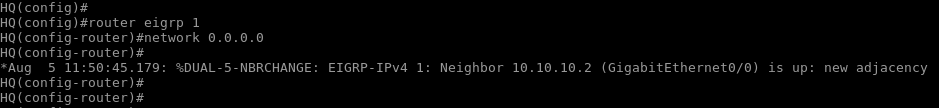 HQ(config)#
HQ(config)#router eigrp 1
HQ(config-router)#network 0.0.0.0
HQ(config-router)#
*Aug  5 11:50:45.179: %DUAL-5-NBRCHANGE: EIGRP-IPv4 1: Neighbor 10.10.10.2 (GigabitEthernet0/0) is up: new adjacency
HQ(config-router)#
HQ(config-router)#